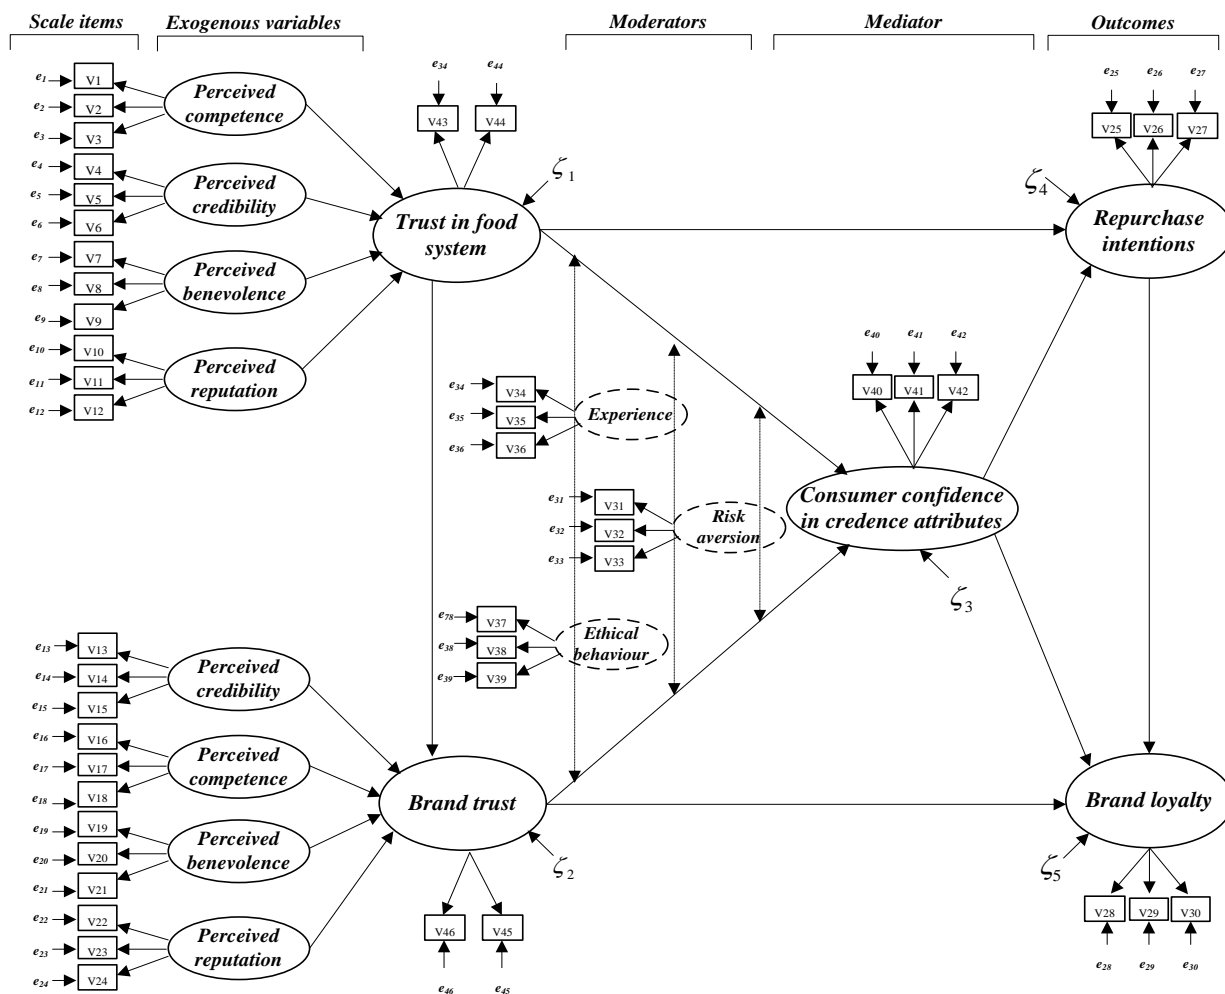 Scale items
Exogenous variables
Moderators
Mediator
Outcomes
e1
V1
e2
V2
e3
V3
Perceived
competence
e4
V4
e5
V5
e6
V6
Perceived
credibility
e7
V7
e8
V8
e9
V9
Perceived
benevolence
e10
V10
e11
V11
e12
V12
Perceived
reputation
e34
e44
V43
V44
ζ1
Trust in food
system
e25
e26
e27
V25
V26
V27
ζ4
Repurchase
intentions
e34
V34
e35
V35
e36
V36
Experience
e31
V31
e32
V32
e33
V33
Risk
aversion
e78
V37
e38
V38
e39
V39
Ethical
behaviour
e40
e41
e42
V40
V41
V42
Consumer confidence
in credence attributes
ζ3
e13
V13
e14
V14
e15
V15
Perceived
credibility
e16
V16
e17
V17
e18
V18
Perceived
competence
e19
V19
e20
V20
e21
V21
Perceived
benevolence
e22
V22
e23
V23
e24
V24
Perceived
reputation
Brand trust
ζ2
V46
V45
e46
e45
Brand loyalty
ζ5
V28
V29
V30
e28
e29
e30